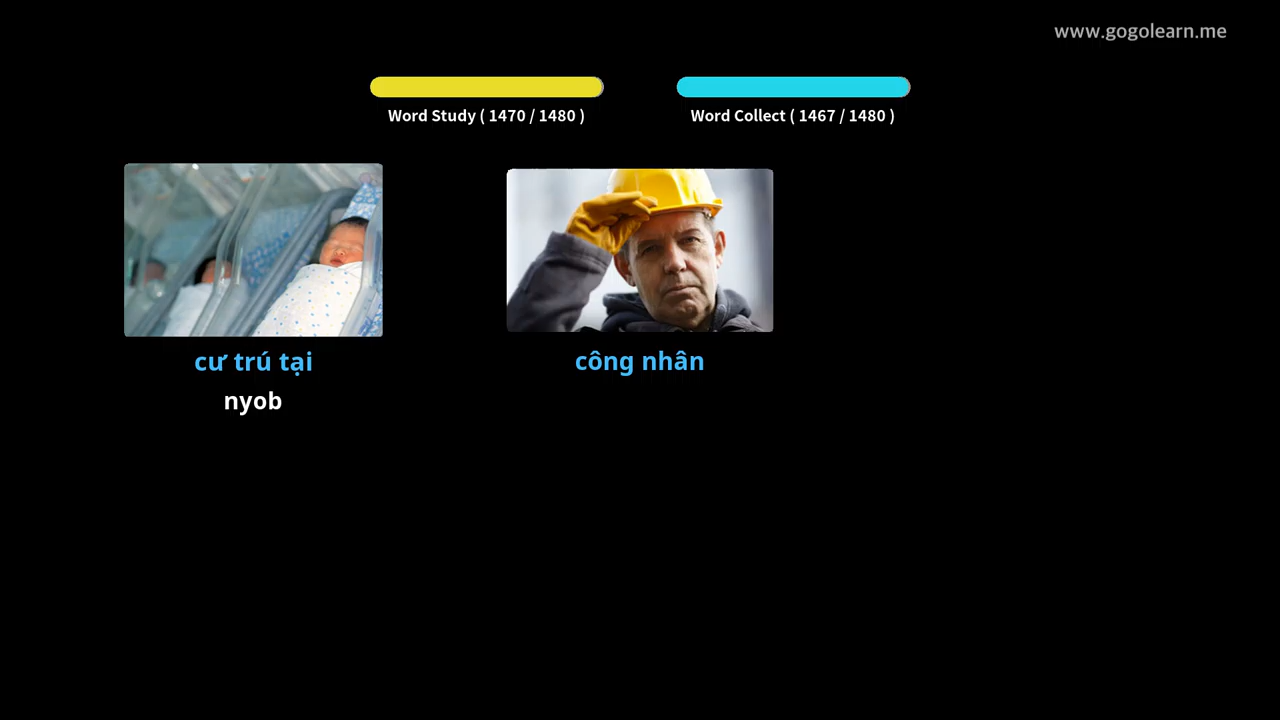 www.gogolearn.me
Word Study ( 1470 / 1480 )
Word Collect ( 1467 / 1480 )
cư trú tại
nyob
công nhân